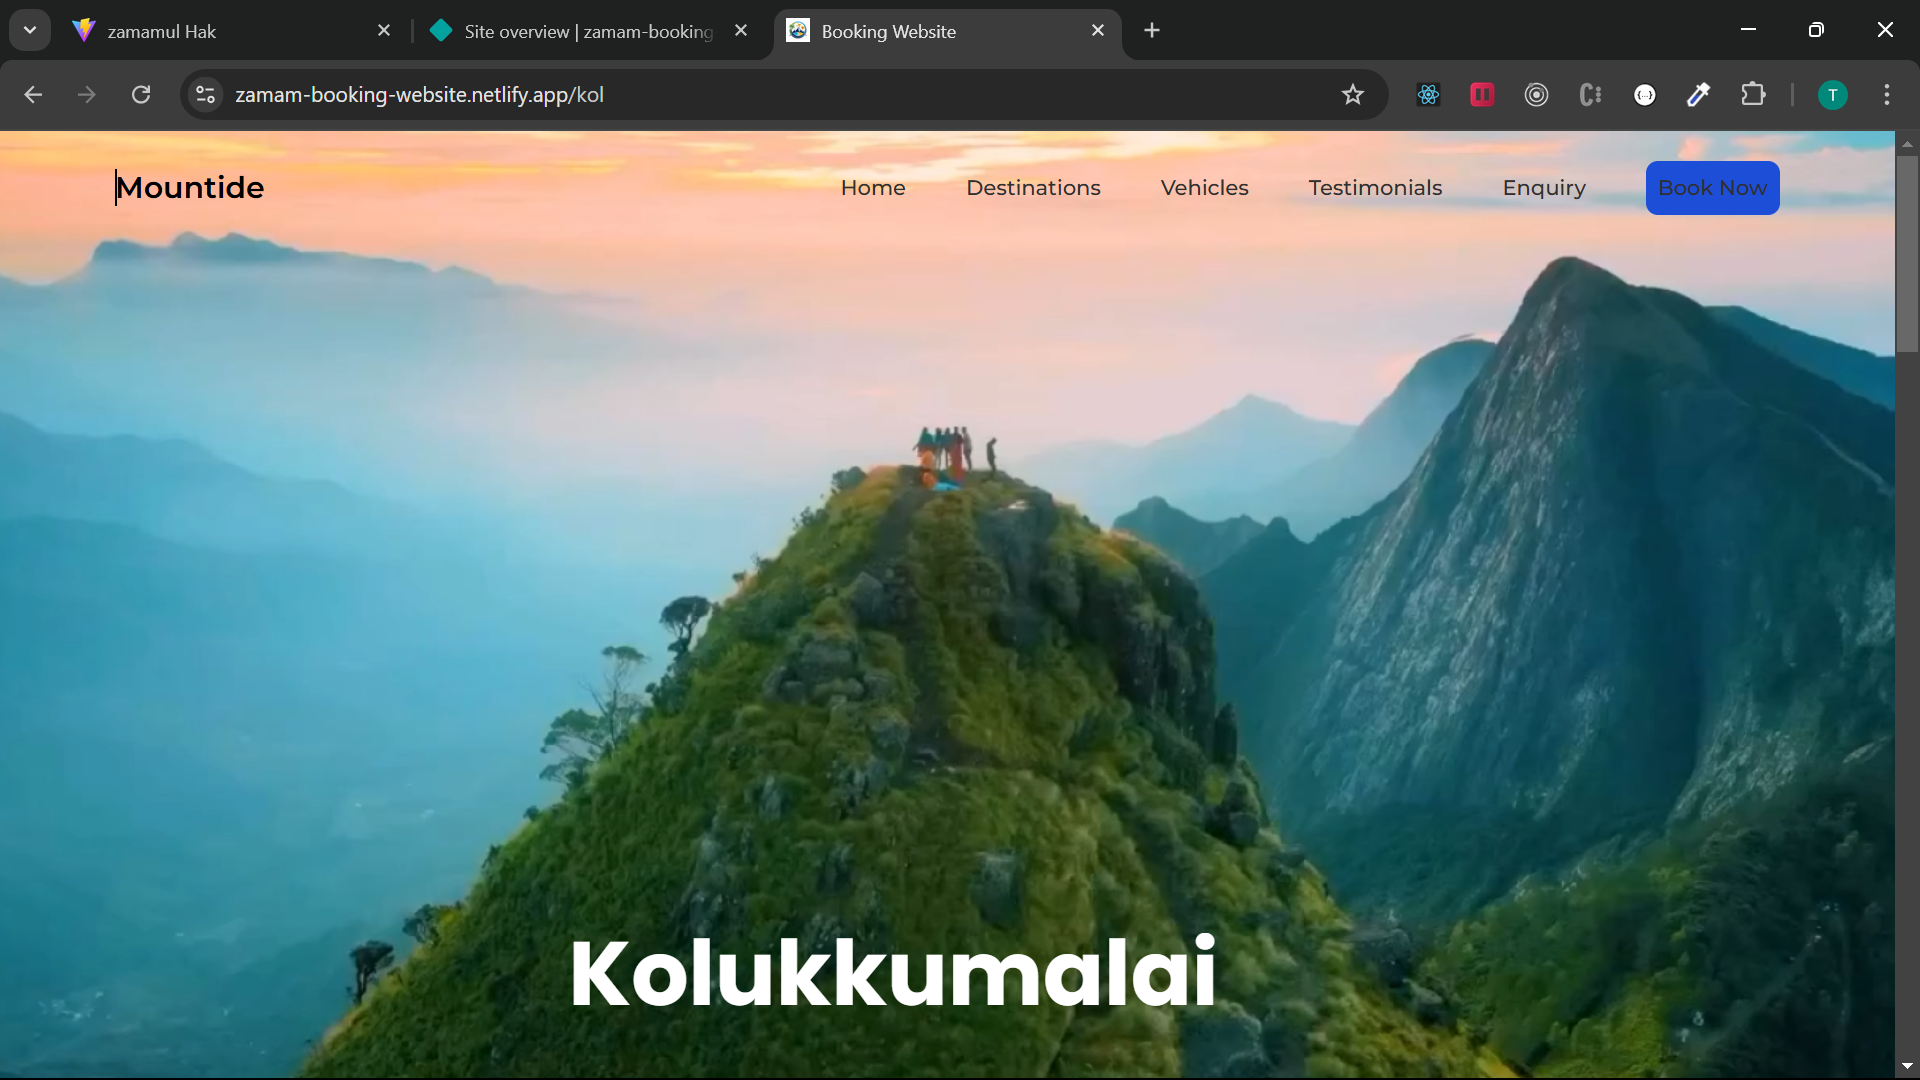 zamamul Hak
Site overview | zamam-booking
Booking Website
zamam-booking-website.netlify.app/kol
T
Mountide
Home
Destinations
Vehicles
Testimonials
Enquiry
Book Now
Kolukkumalai